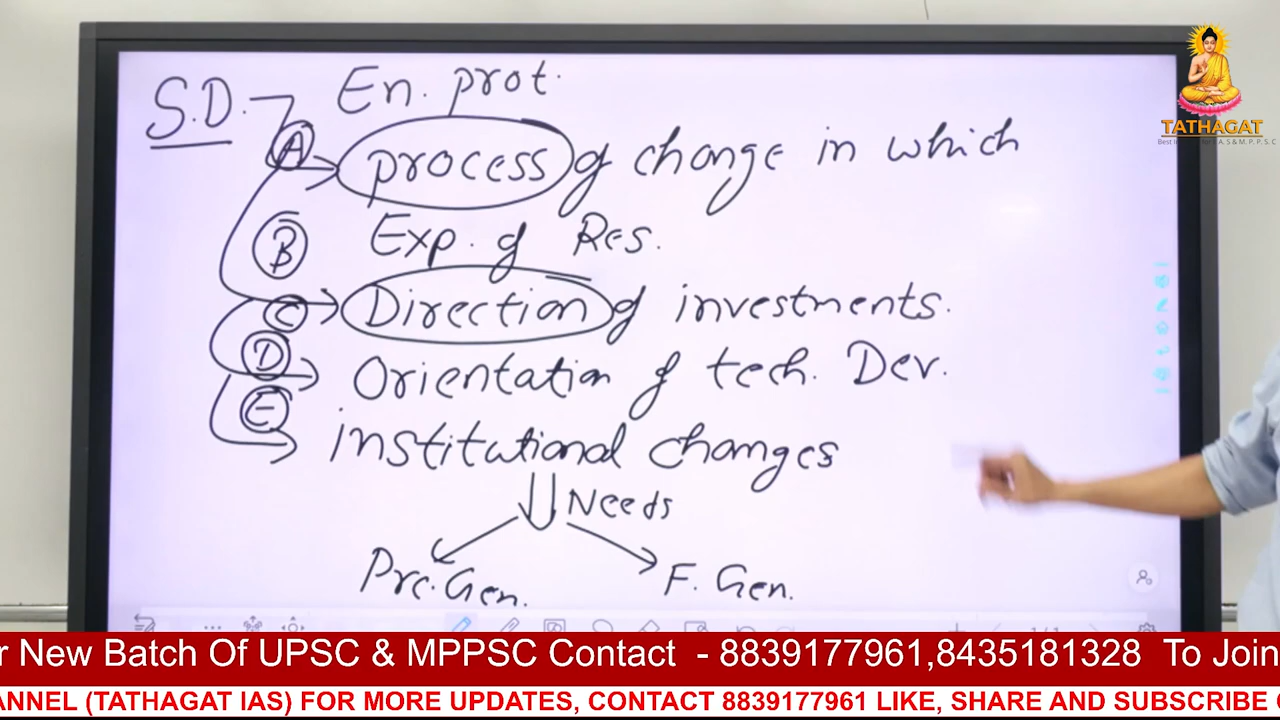 S.D. En. prot.
A process of change in which
B Exp. of Res.
C Direction of investments.
D Orientation of tech. Dev.
E institutional changes
Needs
Pre. Gen. F. Gen.
TATHAGAT
r New Batch Of UPSC & MPPSC Contact - 8839177961,8435181328 To Join
ANNEL (TATHAGAT IAS) FOR MORE UPDATES, CONTACT 8839177961 LIKE, SHARE AND SUBSCRIBE